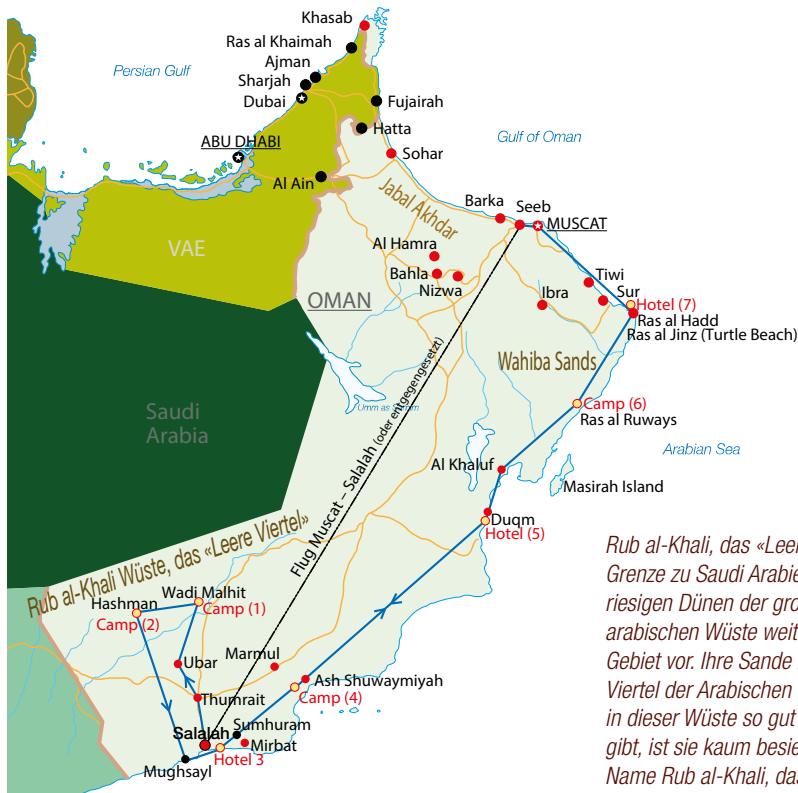 Khasab
Ras al Khaimah
Persian Gulf
Ajman
Sharjah
Dubai
Fujairah
Hatta
Gulf of Oman
ABU DHABI
Sohar
Al Ain
Jabal Akhdar
Barka
Seeb
MUSCAT
VAE
Al Hamra
Bahla
Nizwa
Tiwi
Ibra
Sur
Hotel (7)
OMAN
Ras al Hadd
Ras al Jinz (Turtle Beach)
Wahiba Sands
Umm as Samim
Camp (6)
Ras al Ruways
Saudi
Arabia
Arabian Sea
Al Khaluf
Masirah Island
Flug Muscat – Salalah (oder entgegengesetzt)
Duqm
Hotel (5)
Rub al-Khali Wüste, das «Leere Viertel»
Wadi Malhit
Hashman
Camp (1)
Camp (2)
Ubar
Marmul
Ash Shuwaymiyah
Camp (4)
Thumrait
Sumhuram
Salalah
Mirbat
Hotel 3
Mughsayl
Rub al-Khali, das «Leer
Grenze zu Saudi Arabie
riesigen Dünen der gro
arabischen Wüste weit
Gebiet vor. Ihre Sande
Viertel der Arabischen
in dieser Wüste so gut
gibt, ist sie kaum besie
Name Rub al-Khali, das